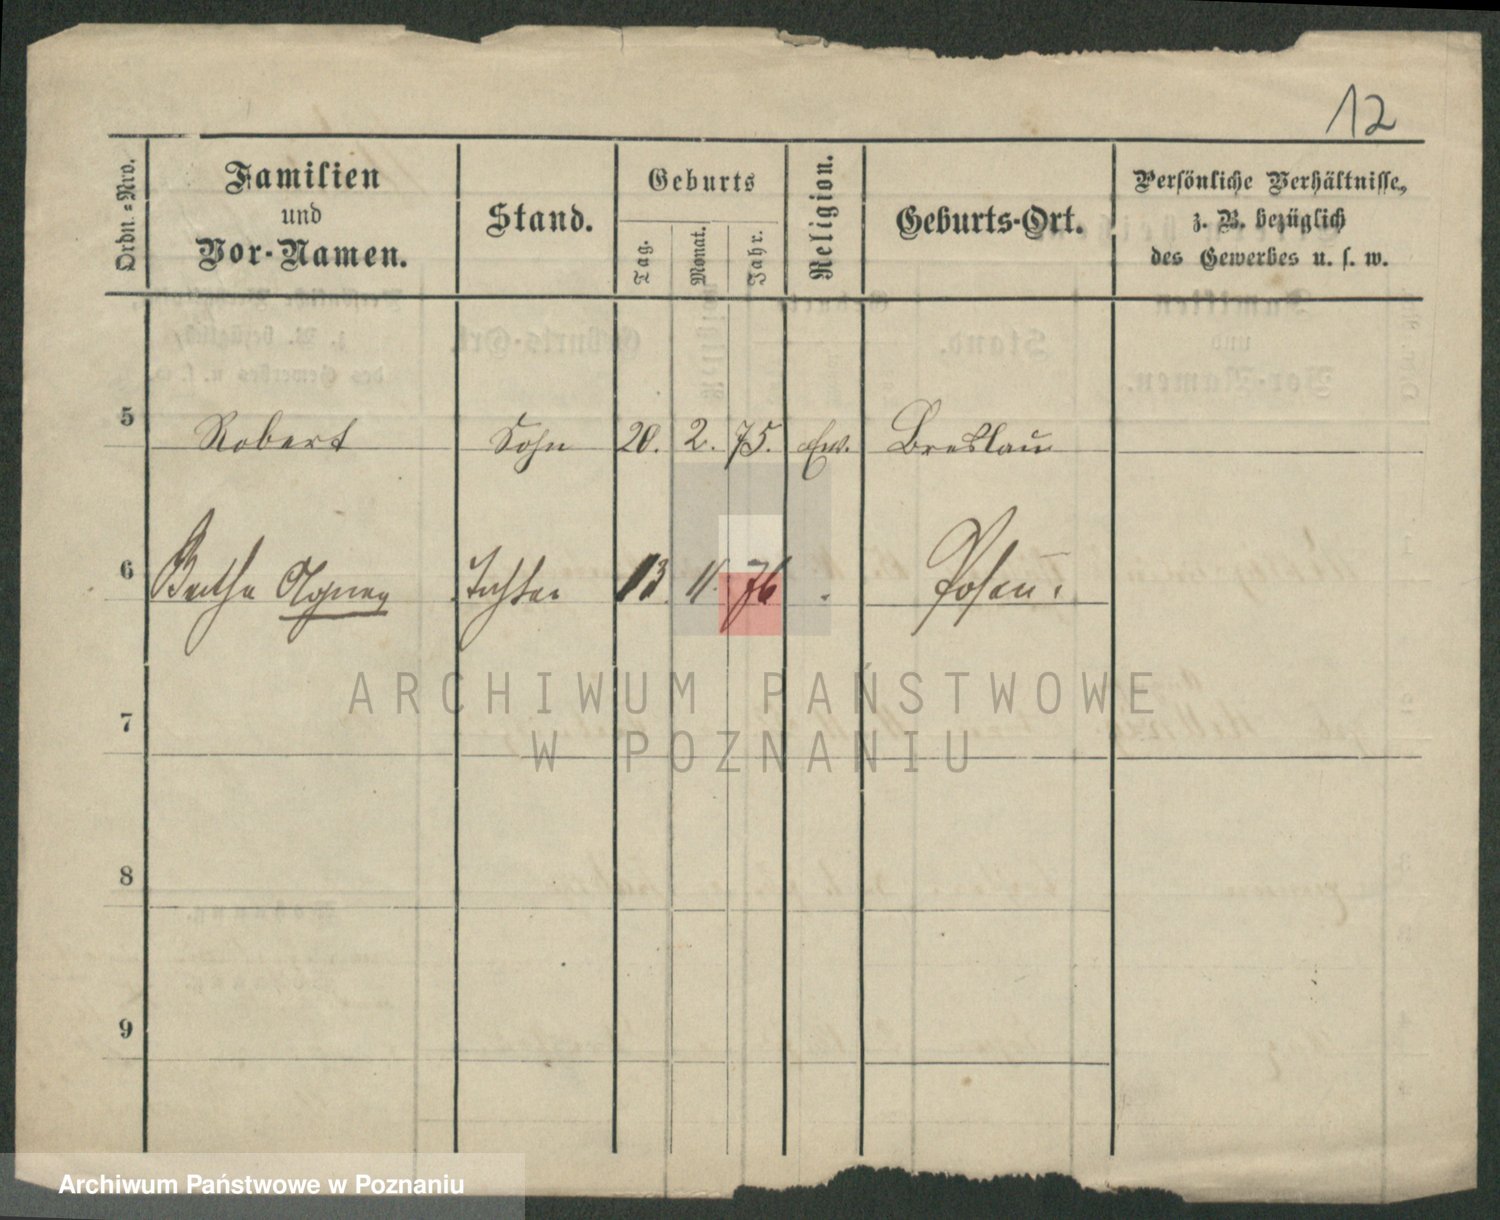 12
Ordn.-Nro.
Familien
und
Vor-Namen.
Stand.
Geburts
Tag.
Monat.
Jahr.
Religion.
Geburts-Ort.
Persönliche Verhältnisse,
z. B. bezüglich
des Gewerbes u. s. w.
5 Robert Sohn 20. 2. 75. Ev. Breslau
6 Bertha Agnes Tochter 13. 11. 76 Posen.
7
8
9
ARCHIWUM PAŃSTWOWE
W POZNANIU
Archiwum Państwowe w Poznaniu